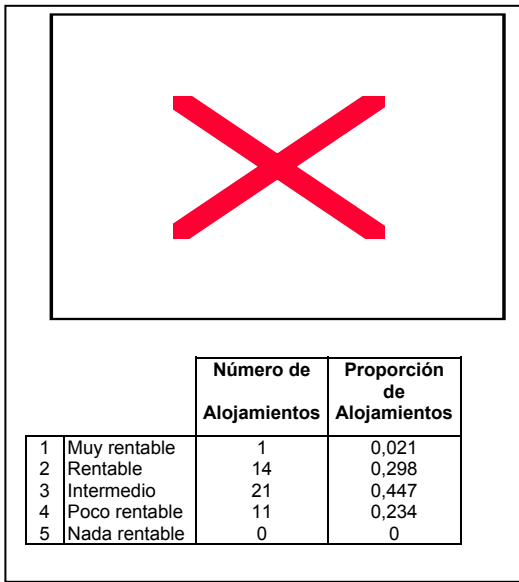 Número de Proporción
de
Alojamientos Alojamientos
1 Muy rentable 1 0,021
2 Rentable 14 0,298
3 Intermedio 21 0,447
4 Poco rentable 11 0,234
5 Nada rentable 0 0